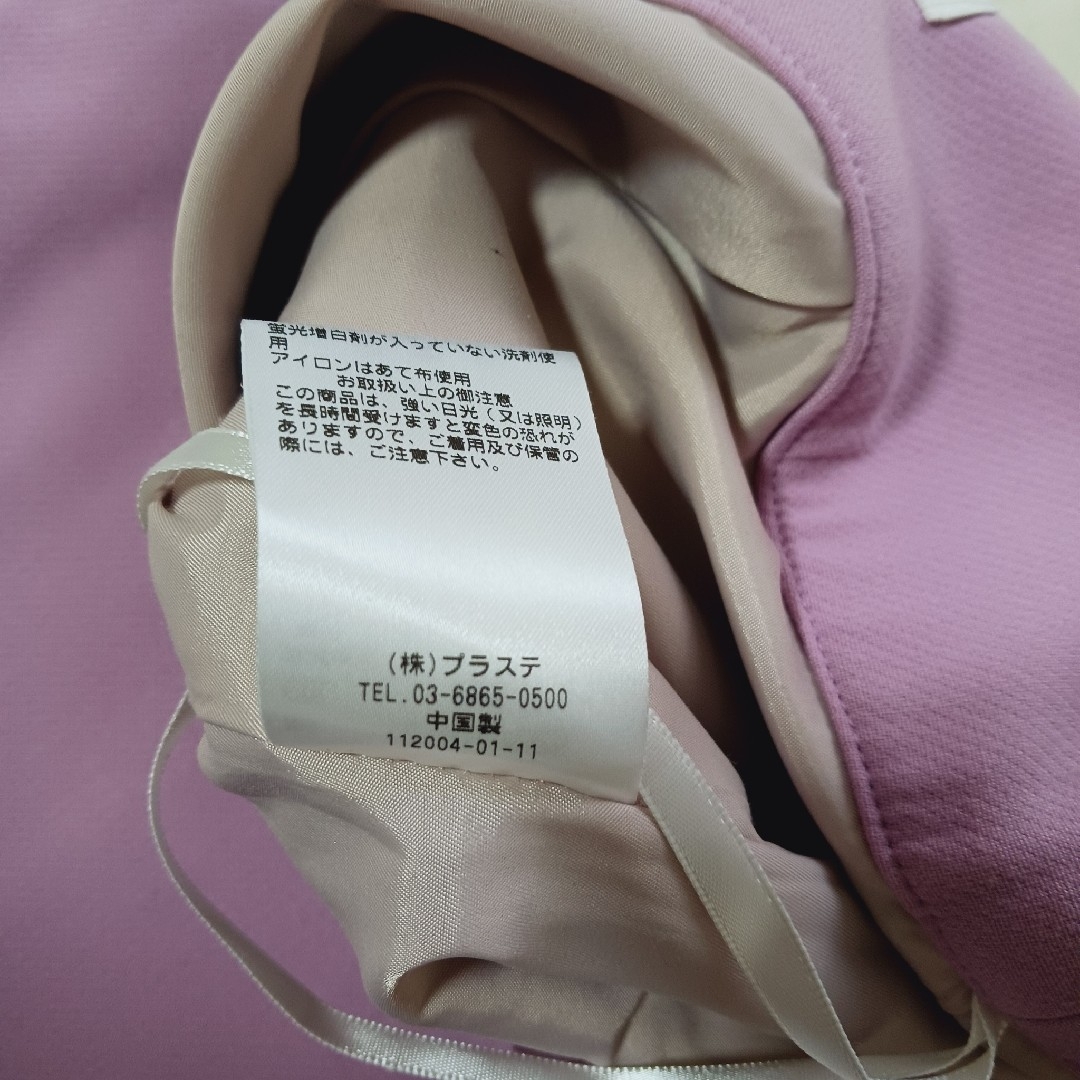 蛍光増白剤が入っていない洗剤使
用
アイロンはあて布使用
お取扱い上の御注意
この商品は、強い日光(又は照明)
を長時間受けますと変色の恐れが
ありますので、ご着用及び保管の
際には、ご注意下さい。
(株)プラステ
TEL.03-6865-0500
中国製
112004-01-11